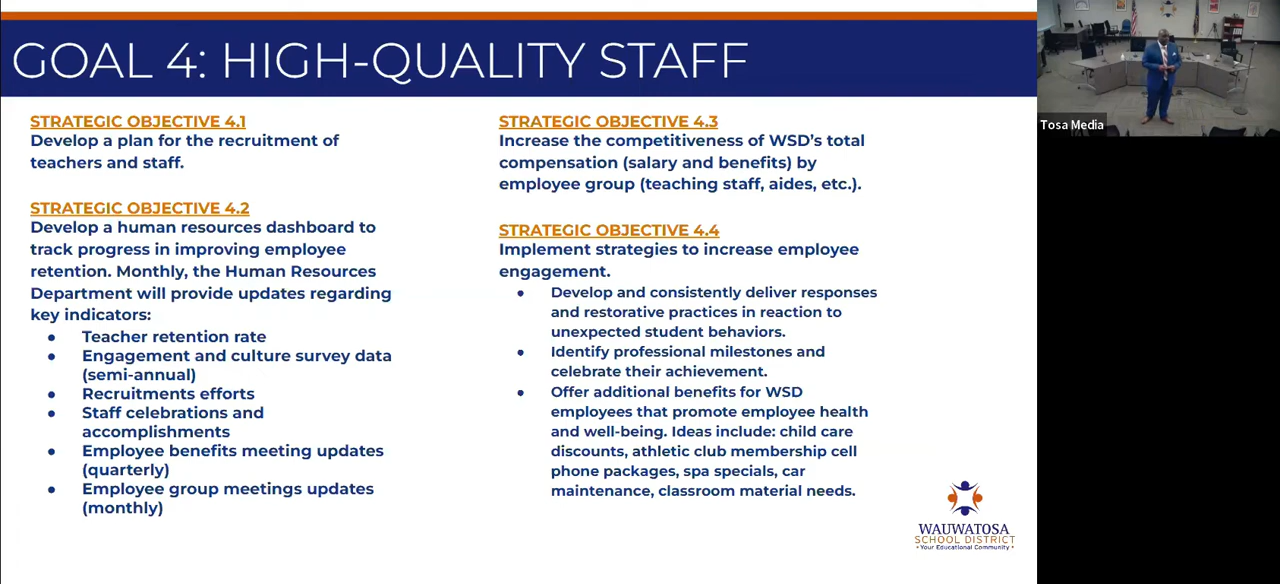 GOAL 4: HIGH-QUALITY STAFF
STRATEGIC OBJECTIVE 4.1
Develop a plan for the recruitment of
teachers and staff.
STRATEGIC OBJECTIVE 4.2
Develop a human resources dashboard to
track progress in improving employee
retention. Monthly, the Human Resources
Department will provide updates regarding
key indicators:
• Teacher retention rate
• Engagement and culture survey data
(semi-annual)
• Recruitments efforts
• Staff celebrations and
accomplishments
• Employee benefits meeting updates
(quarterly)
• Employee group meetings updates
(monthly)
STRATEGIC OBJECTIVE 4.3
Increase the competitiveness of WSD's total
compensation (salary and benefits) by
employee group (teaching staff, aides, etc.).
STRATEGIC OBJECTIVE 4.4
Implement strategies to increase employee
engagement.
• Develop and consistently deliver responses
and restorative practices in reaction to
unexpected student behaviors.
• Identify professional milestones and
celebrate their achievement.
• Offer additional benefits for WSD
employees that promote employee health
and well-being. Ideas include: child care
discounts, athletic club membership cell
phone packages, spa specials, car
maintenance, classroom material needs.
WAUWATOSA
SCHOOL DISTRICT
• Your Educational Community •
Tosa Media